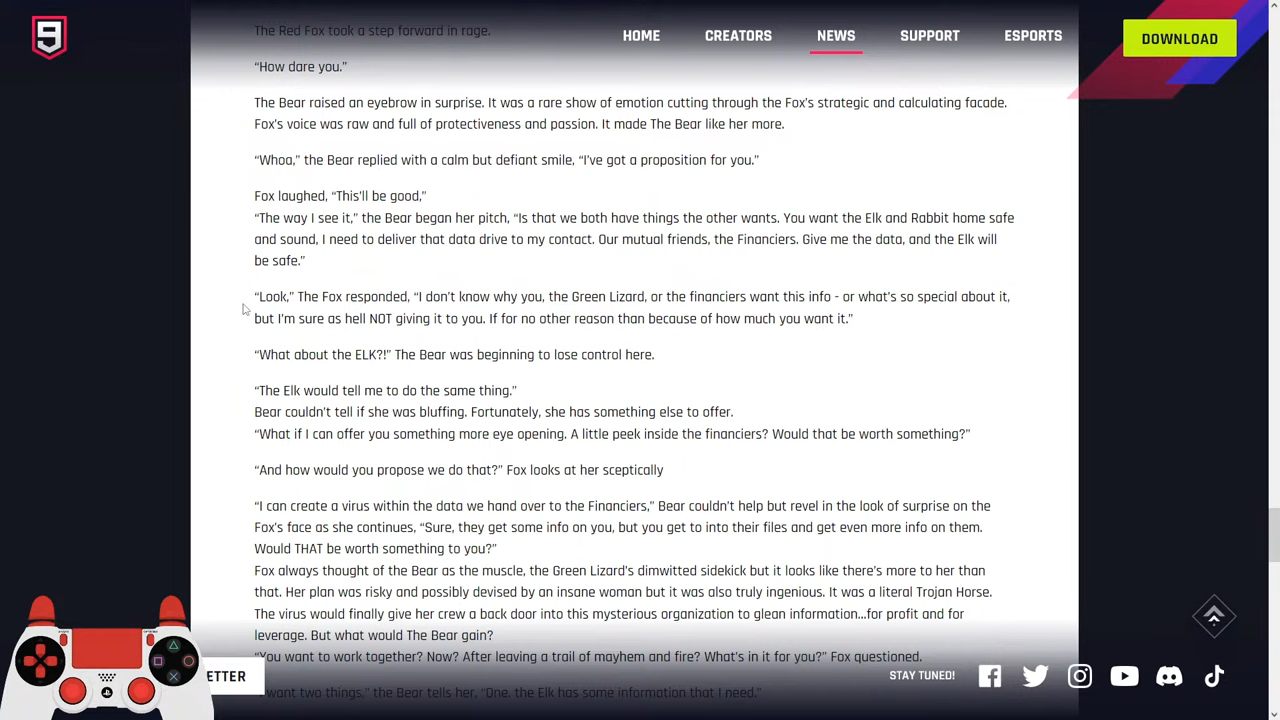 The Red Fox took a step forward in rage.
HOME
CREATORS
NEWS
SUPPORT
ESPORTS
DOWNLOAD
“How dare you.”
The Bear raised an eyebrow in surprise. It was a rare show of emotion cutting through the Fox’s strategic and calculating facade.
Fox’s voice was raw and full of protectiveness and passion. It made The Bear like her more.
“Whoa,” the Bear replied with a calm but defiant smile, “I’ve got a proposition for you.”
Fox laughed, “This’ll be good,”
“The way I see it,” the Bear began her pitch, “Is that we both have things the other wants. You want the Elk and Rabbit home safe
and sound, I need to deliver that data drive to my contact. Our mutual friends, the Financiers. Give me the data, and the Elk will
be safe.”
“Look,” The Fox responded, “I don’t know why you, the Green Lizard, or the financiers want this info - or what’s so special about it,
but I’m sure as hell NOT giving it to you. If for no other reason than because of how much you want it.”
“What about the ELK?!” The Bear was beginning to lose control here.
“The Elk would tell me to do the same thing.”
Bear couldn’t tell if she was bluffing. Fortunately, she has something else to offer.
“What if I can offer you something more eye opening. A little peek inside the financiers? Would that be worth something?”
“And how would you propose we do that?” Fox looks at her sceptically
“I can create a virus within the data we hand over to the Financiers,” Bear couldn’t help but revel in the look of surprise on the
Fox’s face as she continues, “Sure, they get some info on you, but you get to into their files and get even more info on them.
Would THAT be worth something to you?”
Fox always thought of the Bear as the muscle, the Green Lizard’s dimwitted sidekick but it looks like there’s more to her than
that. Her plan was risky and possibly devised by an insane woman but it was also truly ingenious. It was a literal Trojan Horse.
The virus would finally give her crew a back door into this mysterious organization to glean information…for profit and for
leverage. But what would The Bear gain?
“You want to work together? Now? After leaving a trail of mayhem and fire? What’s in it for you?” Fox questioned.
ETTER
STAY TUNED!
want two things,” the Bear tells her, “One, the Elk has some information that I need.”